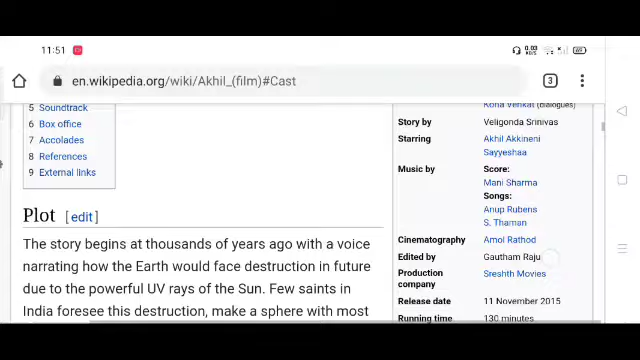 11:51
0.03
KB/S
en.wikipedia.org/wiki/Akhil_(film)#Cast
3
5 Soundtrack
6 Box office
7 Accolades
8 References
9 External links
Plot [edit]
The story begins at thousands of years ago with a voice
narrating how the Earth would face destruction in future
due to the powerful UV rays of the Sun. Few saints in
India foresee this destruction, make a sphere with most
Kona Venkat (dialogues)
Story by Veligonda Srinivas
Starring Akhil Akkineni
Sayyeshaa
Music by Score:
Mani Sharma
Songs:
Anup Rubens
S. Thaman
Cinematography Amol Rathod
Edited by Gautham Raju
Production Sreshth Movies
company
Release date 11 November 2015
Running time 130 minutes